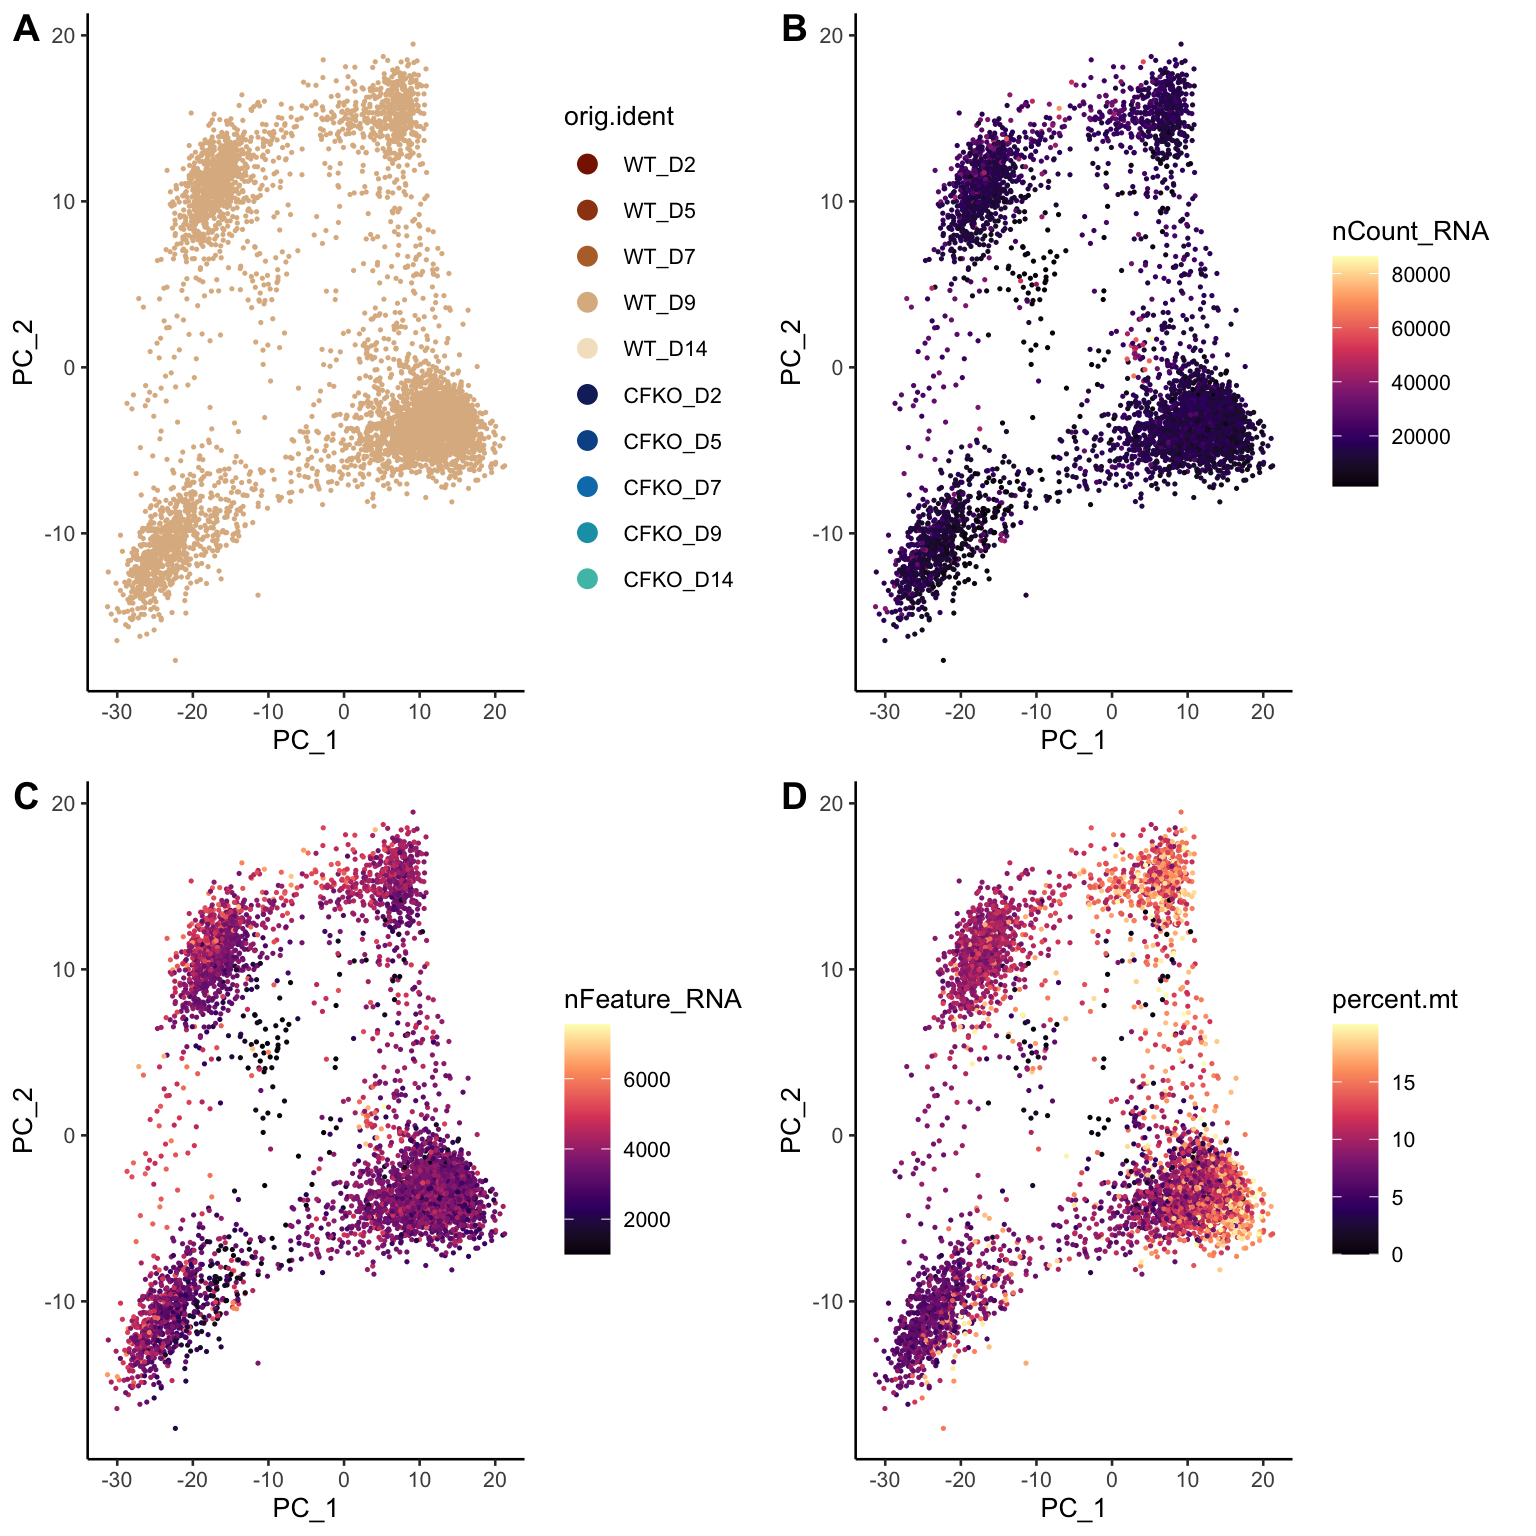 A
20
10
0
-10
PC_2
-30 -20 -10 0 10 20
PC_1
orig.ident
WT_D2
WT_D5
WT_D7
WT_D9
WT_D14
CFKO_D2
CFKO_D5
CFKO_D7
CFKO_D9
CFKO_D14
B
20
10
0
-10
PC_2
-30 -20 -10 0 10 20
PC_1
nCount_RNA
80000
60000
40000
20000
C
20
10
0
-10
PC_2
-30 -20 -10 0 10 20
PC_1
nFeature_RNA
6000
4000
2000
D
20
10
0
-10
PC_2
-30 -20 -10 0 10 20
PC_1
percent.mt
15
10
5
0